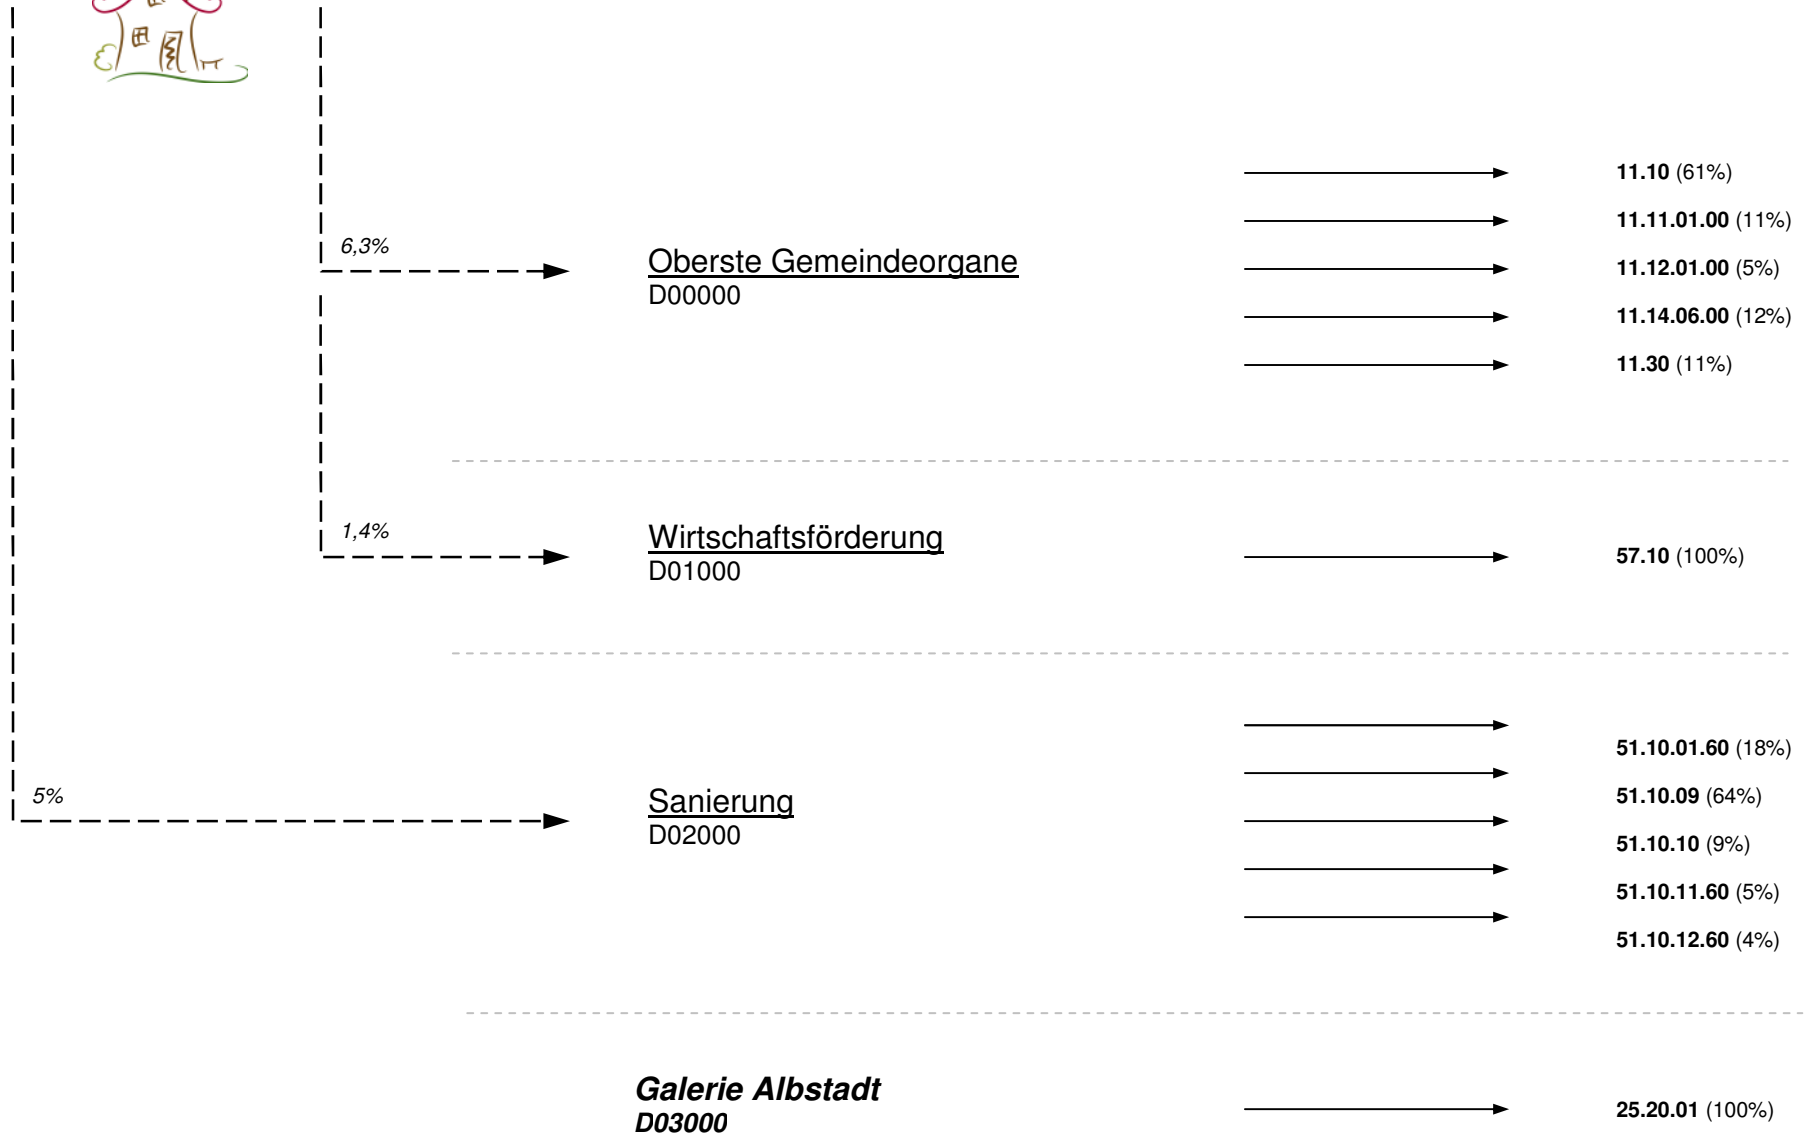 11.10 (61%)
11.11.01.00 (11%)
6,3%
Oberste Gemeindeorgane
D00000
11.12.01.00 (5%)
11.14.06.00 (12%)
11.30 (11%)
1,4%
Wirtschaftsförderung
D01000
57.10 (100%)
51.10.01.60 (18%)
5%
Sanierung
D02000
51.10.09 (64%)
51.10.10 (9%)
51.10.11.60 (5%)
51.10.12.60 (4%)
Galerie Albstadt
D03000
25.20.01 (100%)